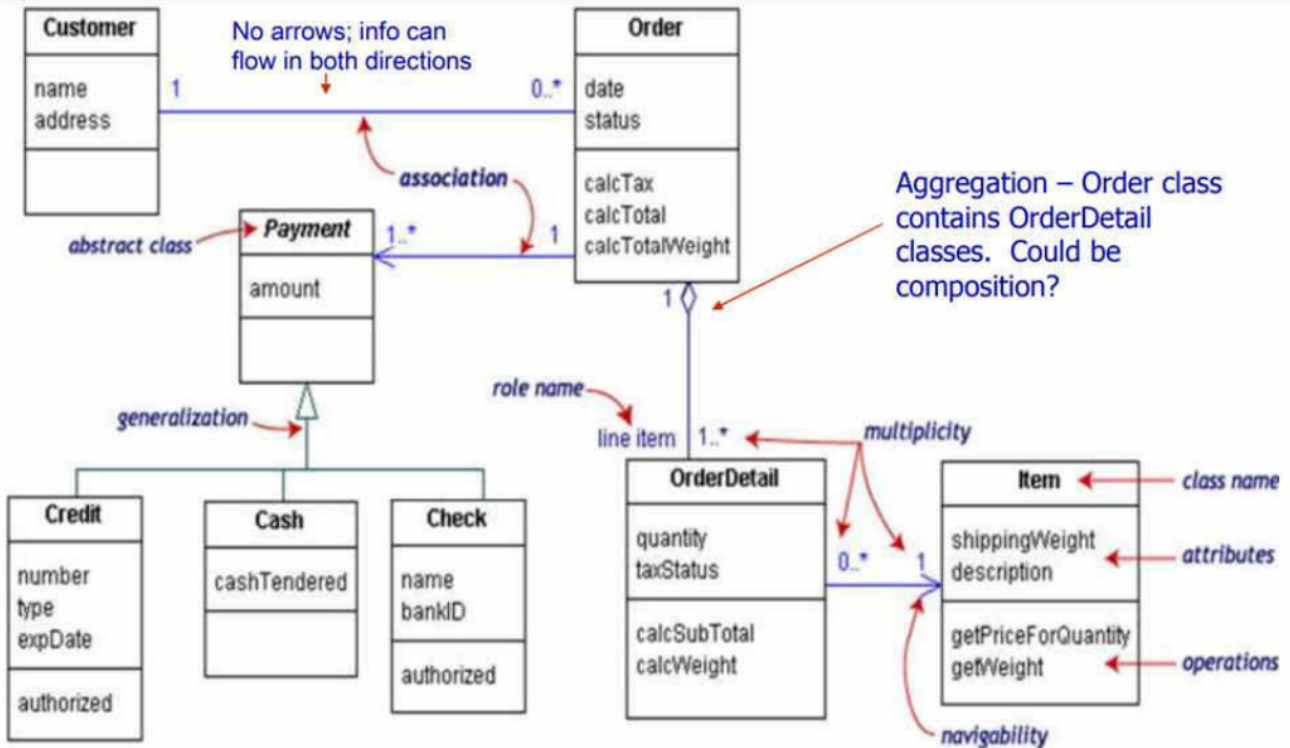 Customer
name
address
No arrows; info can
flow in both directions
1
0..*
association
Order
date
status
calcTax
calcTotal
calcTotalWeight
Aggregation – Order class
contains OrderDetail
classes. Could be
composition?
abstract class
Payment
amount
1..*
1
1
generalization
role name
line item
1..*
multiplicity
Credit
number
type
expDate
authorized
Cash
cashTendered
Check
name
bankID
authorized
OrderDetail
quantity
taxStatus
calcSubTotal
calcWeight
0..*
1
Item
shippingWeight
description
getPriceForQuantity
getWeight
class name
attributes
operations
navigability